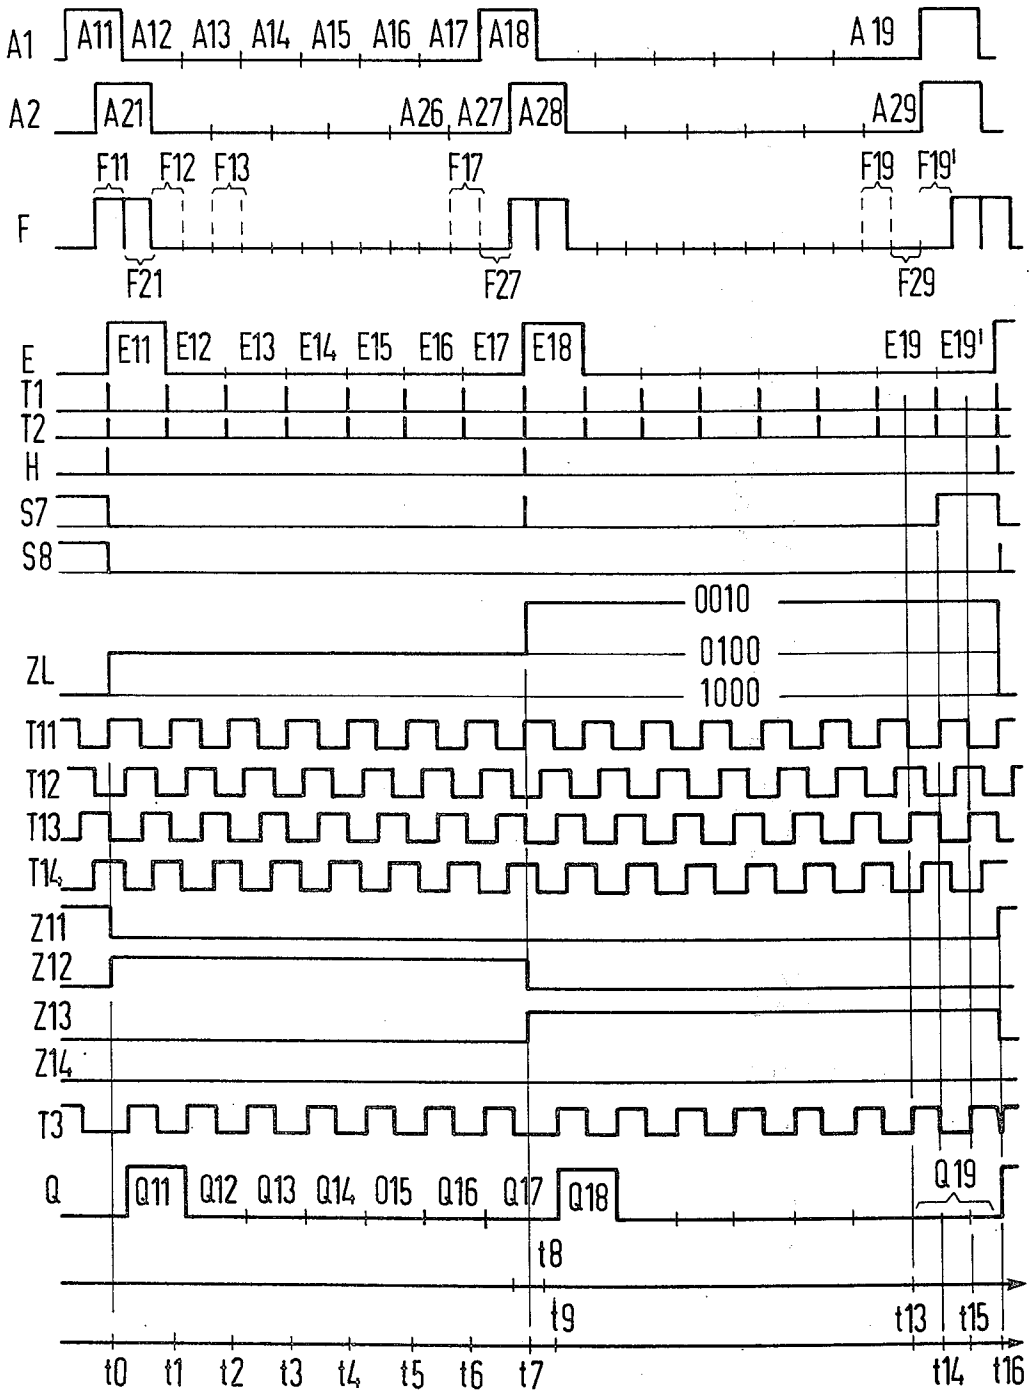 A1 A11 A12 A13 A14 A15 A16 A17 A18 A19
A2 A21 A26 A27 A28 A29
F11 F12 F13 F17 F19 F19'
F
F21 F27 F29
E E11 E12 E13 E14 E15 E16 E17 E18 E19 E19'
T1
T2
H
S7
S8
0010
ZL 0100
1000
T11
T12
T13
T14
Z11
Z12
Z13
Z14
T3
Q Q11 Q12 Q13 Q14 O15 Q16 Q17 Q18 Q19
t8
t9 t13 t15
t0 t1 t2 t3 t4 t5 t6 t7 t14 t16